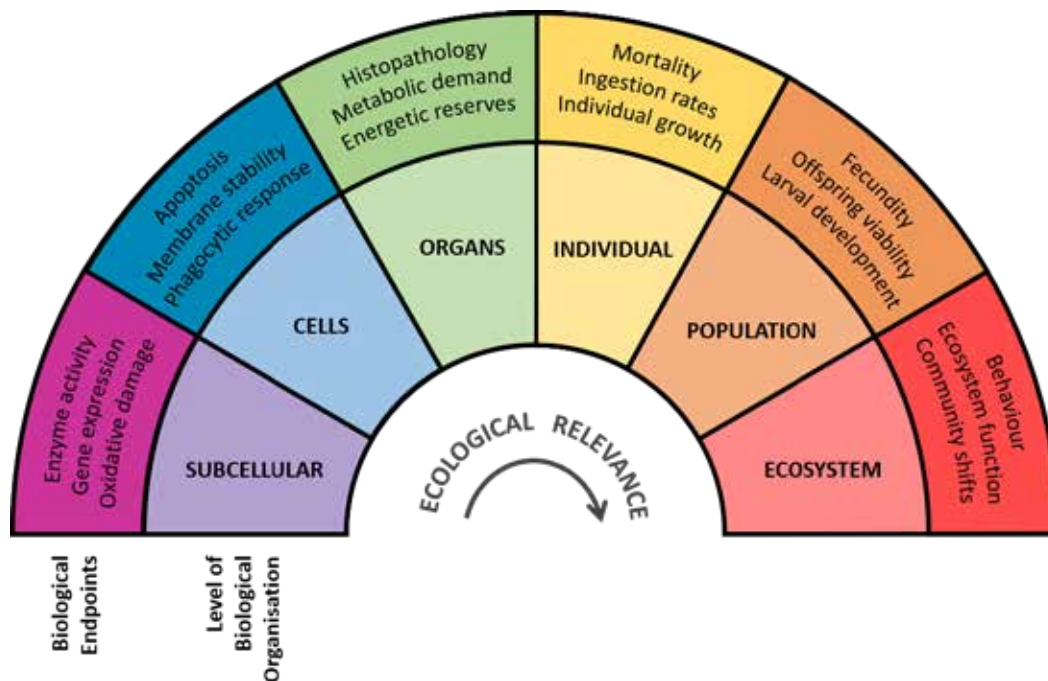 Enzyme activity
Gene expression
Oxidative damage
SUBCELLULAR
Apoptosis
Membrane stability
Phagocytic response
CELLS
Histopathology
Metabolic demand
Energetic reserves
ORGANS
Mortality
Ingestion rates
Individual growth
INDIVIDUAL
Fecundity
Offspring viability
Larval development
POPULATION
Behaviour
Ecosystem function
Community shifts
ECOSYSTEM
ECOLOGICAL RELEVANCE
Biological
Endpoints
Level of
Biological
Organisation